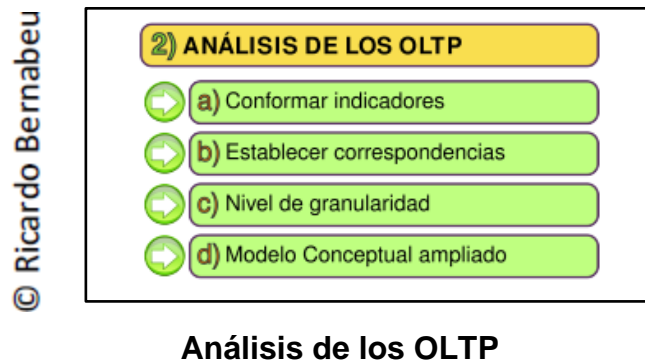 © Ricardo Bernabeu
2) ANÁLISIS DE LOS OLTP
a) Conformar indicadores
b) Establecer correspondencias
c) Nivel de granularidad
d) Modelo Conceptual ampliado
Análisis de los OLTP